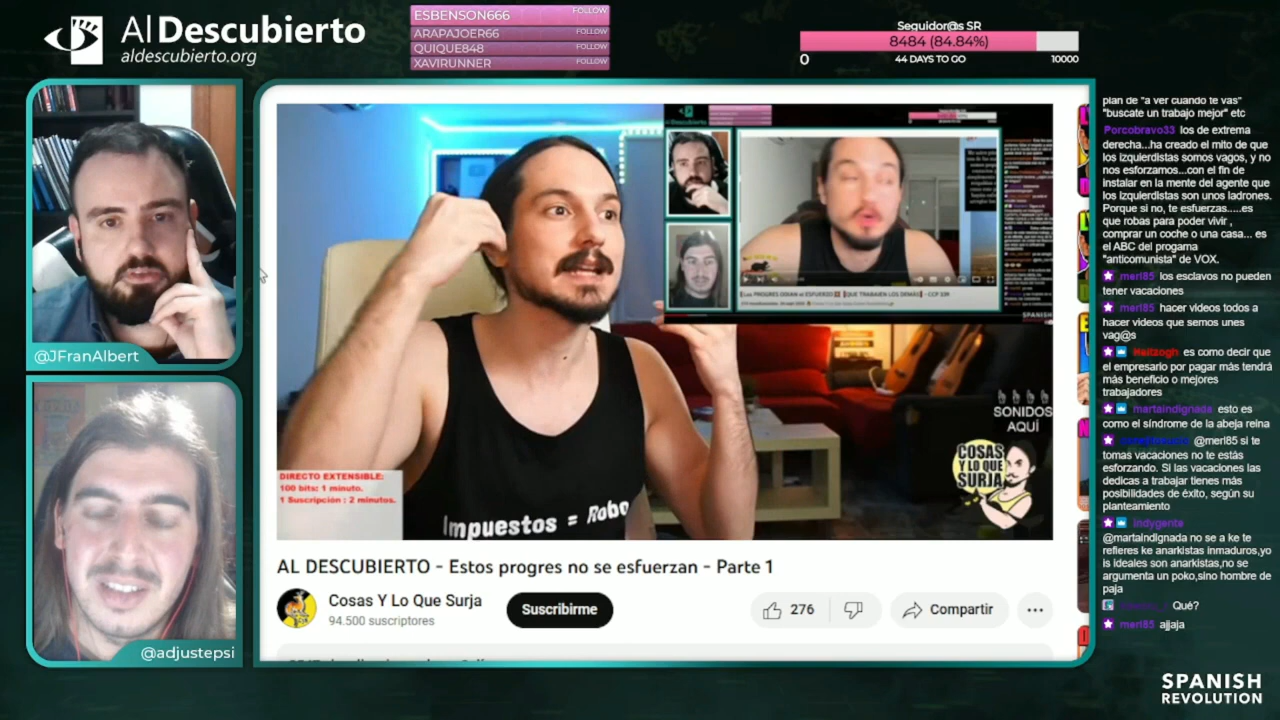 Al Descubierto
aldescubierto.org
ESBENSON666 FOLLOW
ARAPAJOER66 FOLLOW
QUIQUE848 FOLLOW
XAVIRUNNER FOLLOW
Seguidor@s SR
8484 (84.84%)
0 44 DAYS TO GO 10000
@JFranAlbert
@adjustepsi
SONIDOS
AQUÍ
COSAS
Y LO QUE
SURJA
DIRECTO EXTENSIBLE:
100 bits: 1 minuto.
1 Suscripción : 2 minutos.
Impuestos = Robo
AL DESCUBIERTO - Estos progres no se esfuerzan - Parte 1
Cosas Y Lo Que Surja
94.500 suscriptores
Suscribirme
276
Compartir
plan de "a ver cuando te vas"
"buscate un trabajo mejor" etc
Porcobravo33 los de extrema
derecha...ha creado el mito de que
los izquierdistas somos vagos, y no
nos esforzamos...con el fin de
instalar en la mente del agente que
los izquierdistas son unos ladrones.
Porque si no, te esfuerzas.....es
que robas para poder vivir ,
comprar un coche o una casa... es
el ABC del progama
"anticomunista" de VOX.
merl85 los esclavos no pueden
tener vacaciones
merl85 hacer videos todos a
hacer videos que semos unes
vag@s
Haitzogh es como decir que
el empresarIo por pagar más tendrá
más beneficio o mejores
trabajadores
martaindignada esto es
como el síndrome de la abeja reina
@merl85 si te
tomas vacaciones no te estás
esforzando. Si las vacaciones las
dedicas a trabajar tienes más
posibilidades de éxito, según su
planteamiento
indygente
@martaindignada no se a ke te
refieres ke anarkistas inmaduros,yo
is ideales son anarkistas,no se
argumenta un poko,sino hombre de
paja
Qué?
merl85 ajjaja
SPANISH
REVOLUTION